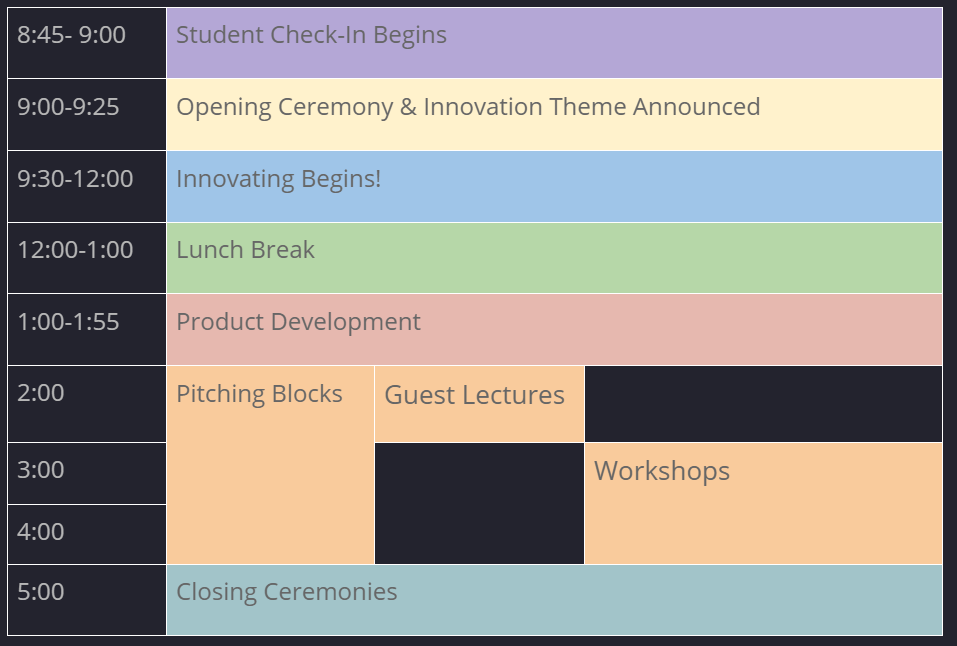 8:45- 9:00 Student Check-In Begins
9:00-9:25 Opening Ceremony & Innovation Theme Announced
9:30-12:00 Innovating Begins!
12:00-1:00 Lunch Break
1:00-1:55 Product Development
2:00 Pitching Blocks Guest Lectures
3:00 Workshops
4:00
5:00 Closing Ceremonies